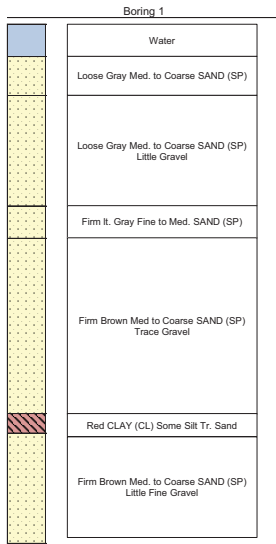 Boring 1
Water
Loose Gray Med. to Coarse SAND (SP)
Loose Gray Med. to Coarse SAND (SP)
Little Gravel
Firm lt. Gray Fine to Med. SAND (SP)
Firm Brown Med to Coarse SAND (SP)
Trace Gravel
Red CLAY (CL) Some Silt Tr. Sand
Firm Brown Med. to Coarse SAND (SP)
Little Fine Gravel